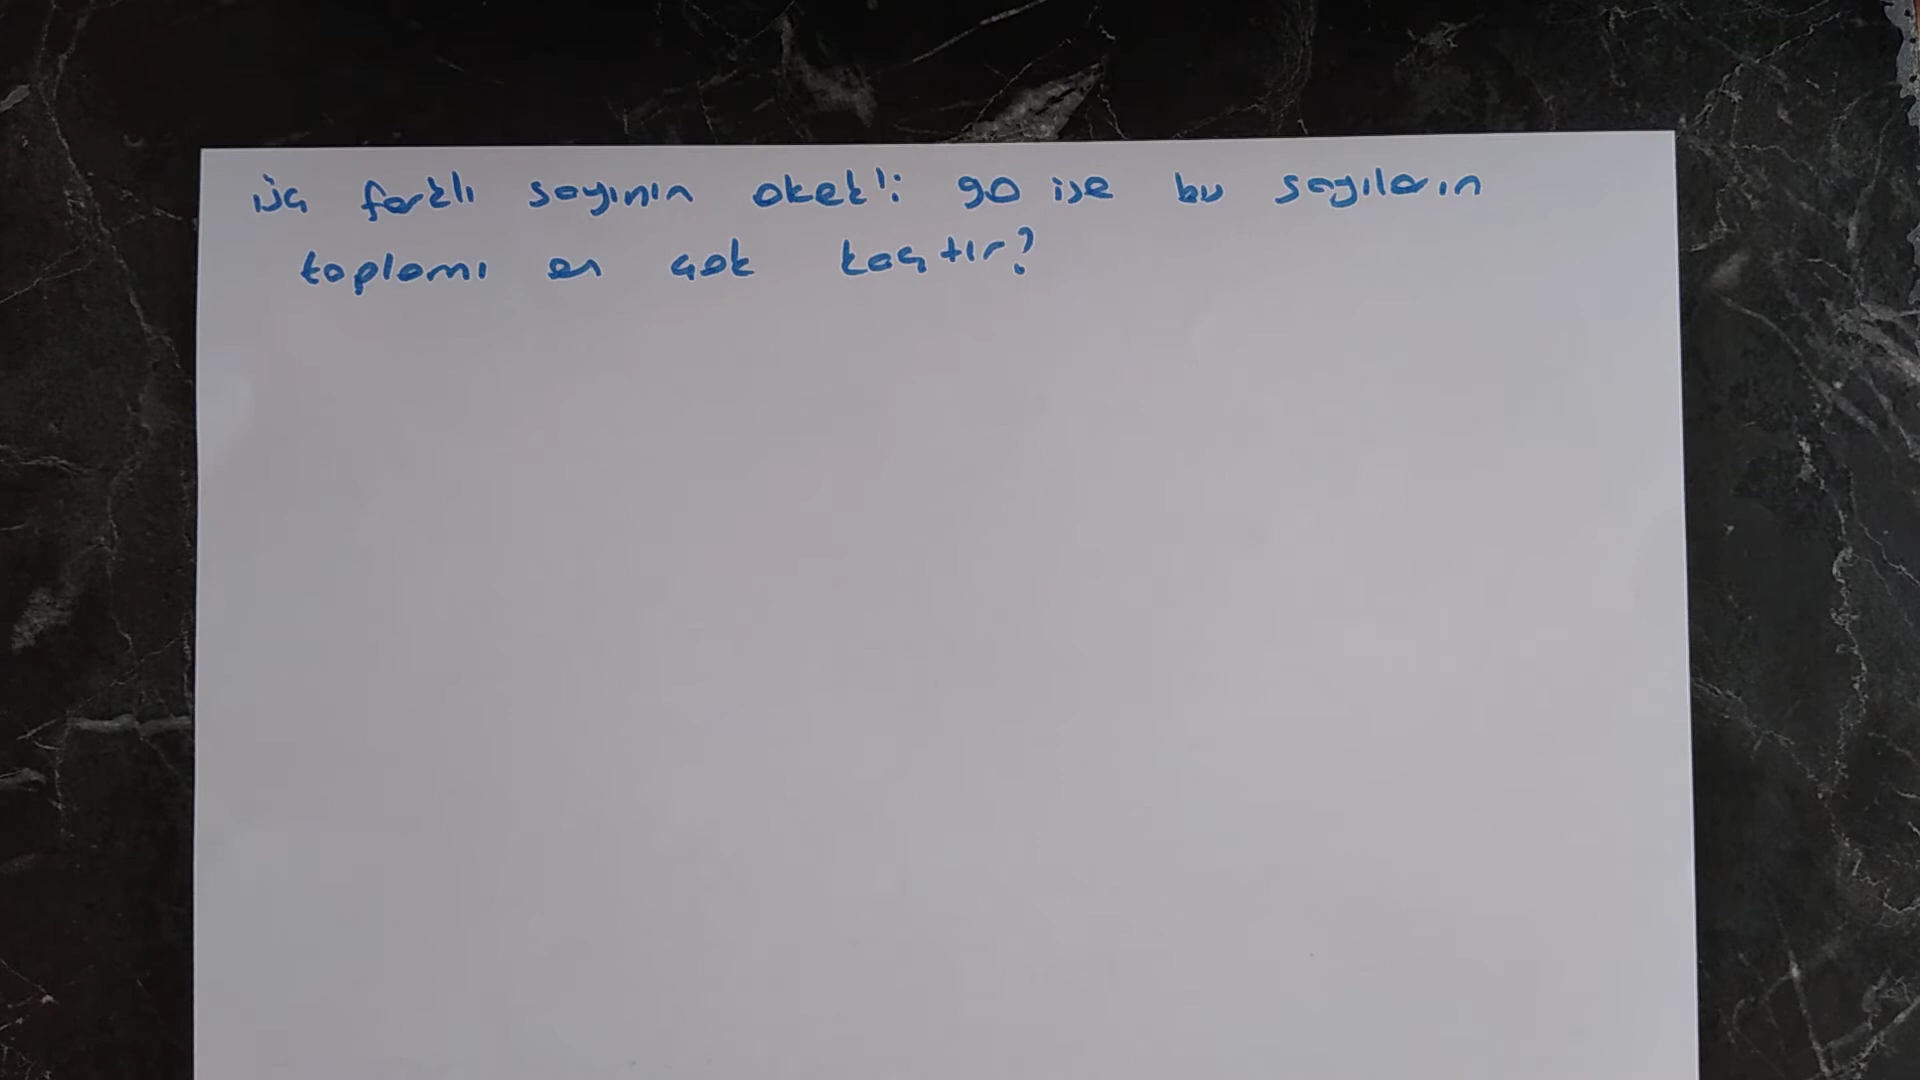 üç farklı sayının okek'i 90 ise bu sayıların
toplamı en çok kaçtır?